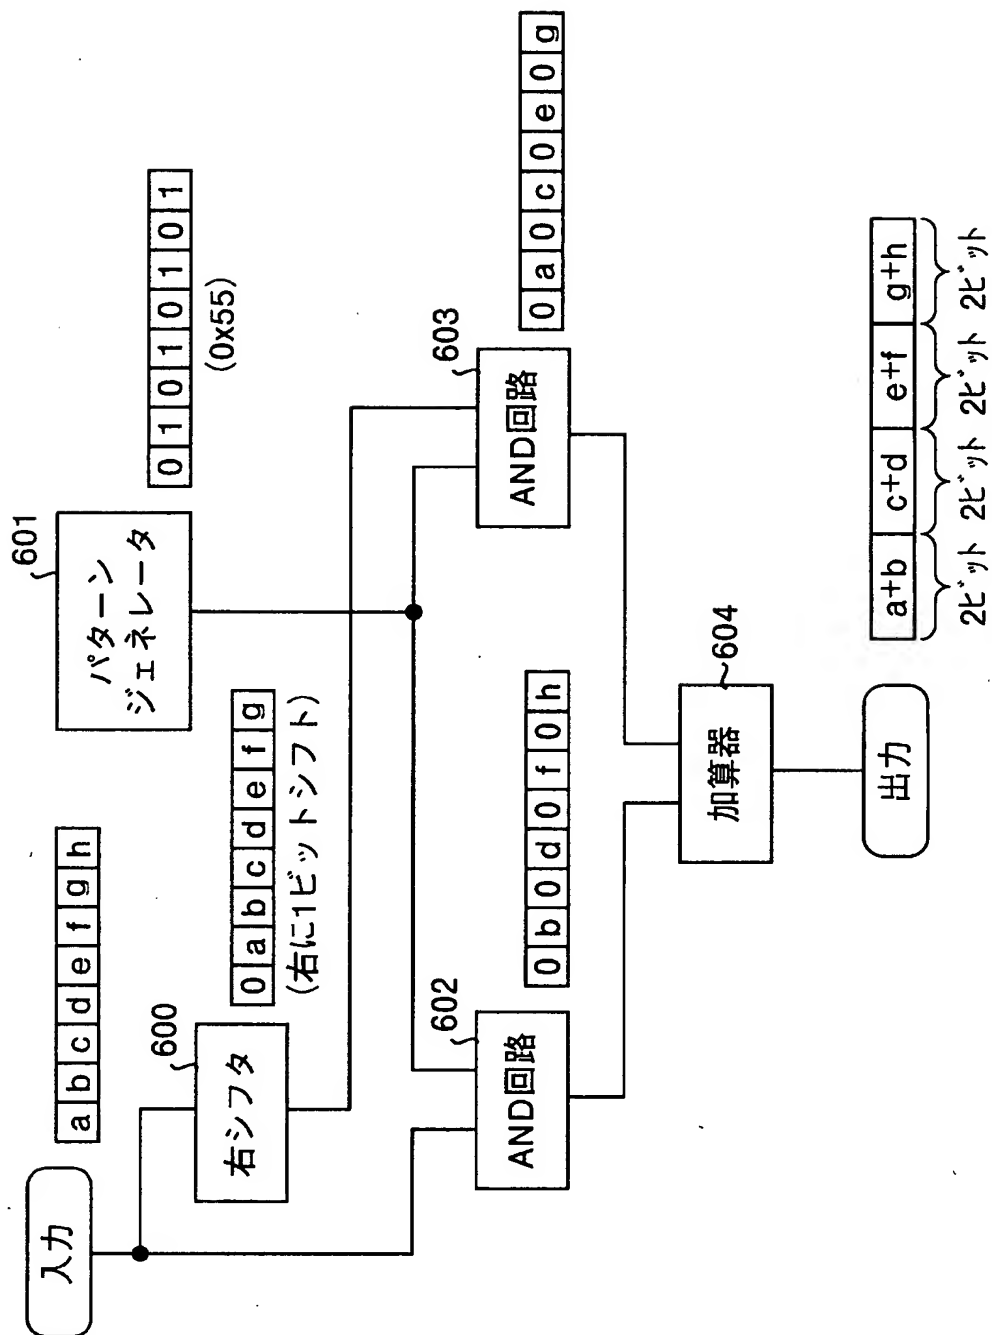 入力
a b c d e f g h
600
右シフタ
0 a b c d e f g
(右に1ビットシフト)
601
パターン
ジェネレータ
0 1 0 1 0 1 0 1
(0x55)
602
AND回路
0 b 0 d 0 f 0 h
603
AND回路
0 a 0 c 0 e 0 g
604
加算器
出力
a+b c+d e+f g+h
2ビット 2ビット 2ビット 2ビット